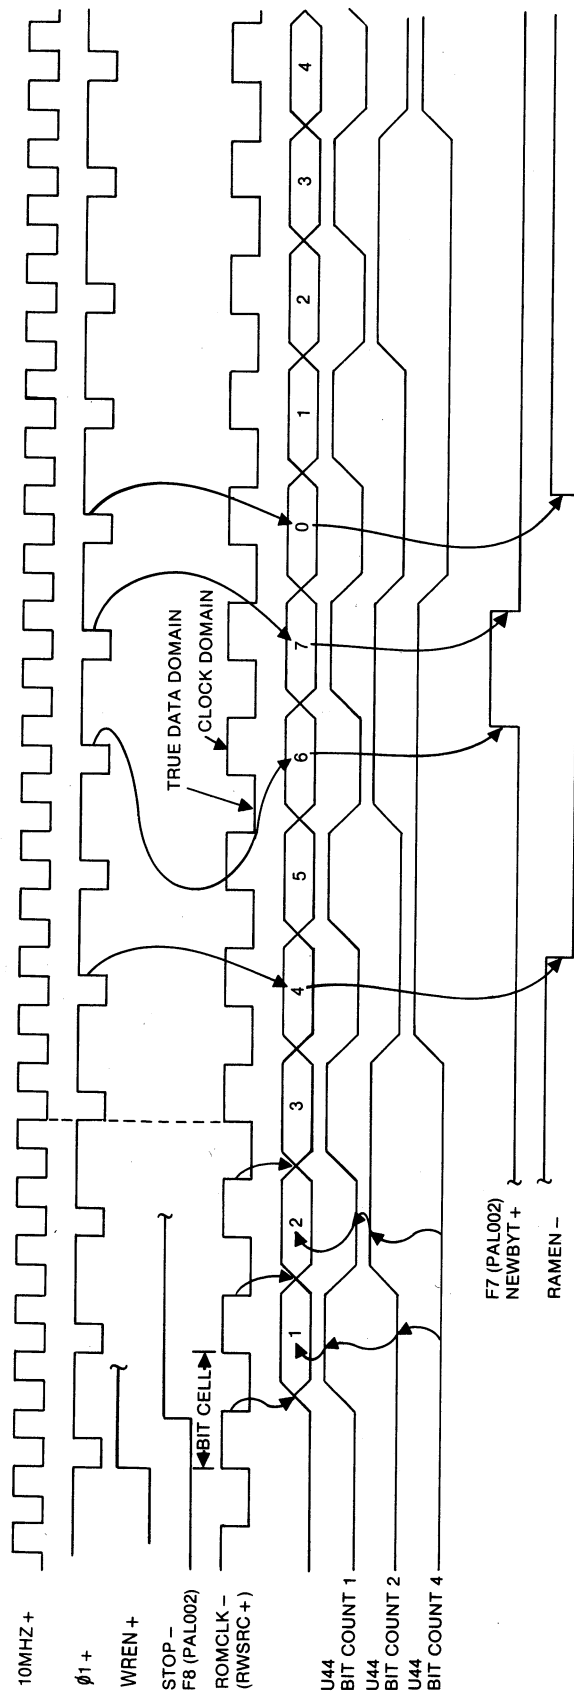 10MHZ +
ø1 +
WREN +
STOP –
F8 (PAL002)
ROMCLK –
(RWSRC +)
BIT CELL
TRUE DATA DOMAIN
CLOCK DOMAIN
1 2 3 4 5 6 7 0 1 2 3 4
U44
BIT COUNT 1
U44
BIT COUNT 2
U44
BIT COUNT 4
F7 (PAL002)
NEWBYT +
RAMEN –